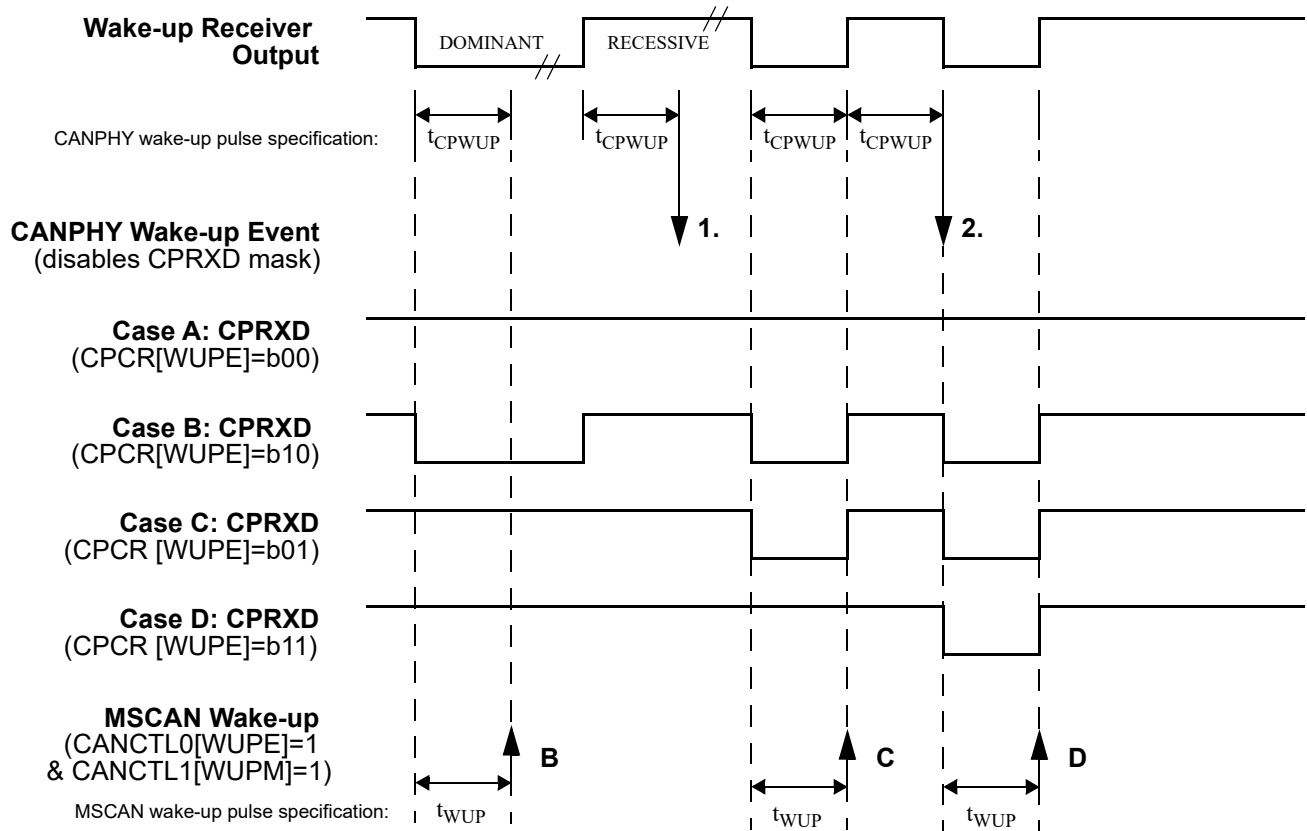 Wake-up Receiver
Output
DOMINANT
RECESSIVE
CANPHY wake-up pulse specification:
tCPWUP
tCPWUP
tCPWUP
tCPWUP
CANPHY Wake-up Event
(disables CPRXD mask)
1.
2.
Case A: CPRXD
(CPCR[WUPE]=b00)
Case B: CPRXD
(CPCR[WUPE]=b10)
Case C: CPRXD
(CPCR [WUPE]=b01)
Case D: CPRXD
(CPCR [WUPE]=b11)
MSCAN Wake-up
(CANCTL0[WUPE]=1
& CANCTL1[WUPM]=1)
B
C
D
MSCAN wake-up pulse specification:
tWUP
tWUP
tWUP